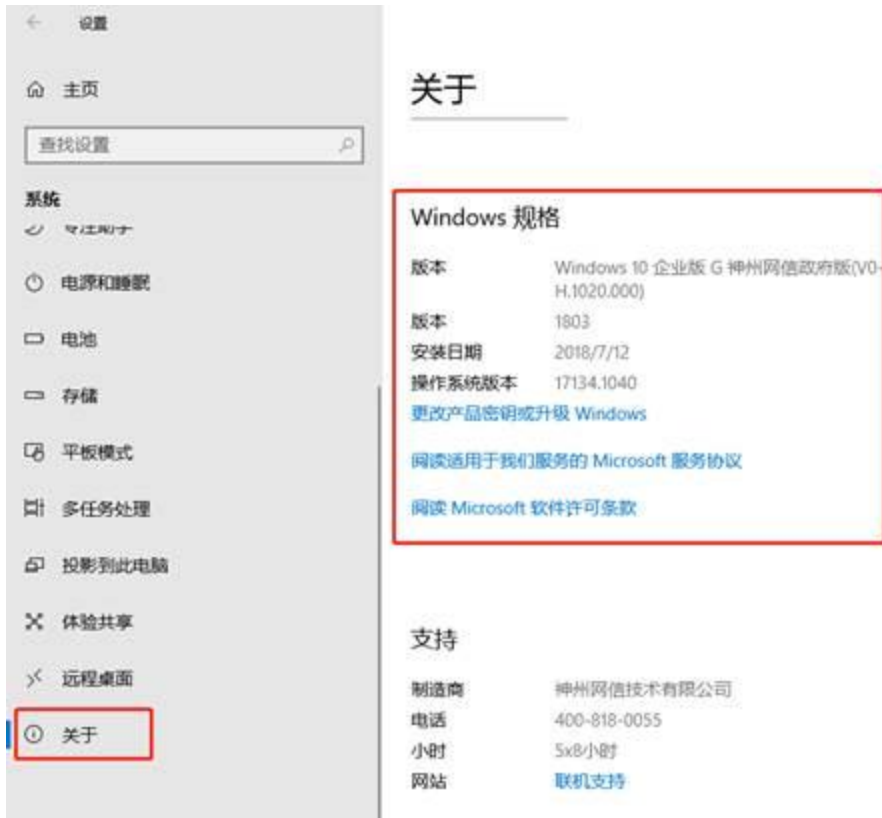 设置
主页
查找设置
系统
专注助手
电源和睡眠
电池
存储
平板模式
多任务处理
投影到此电脑
体验共享
远程桌面
关于
关于
Windows 规格
版本 Windows 10 企业版 G 神州网信政府版(V0-
H.1020.000)
版本 1803
安装日期 2018/7/12
操作系统版本 17134.1040
更改产品密钥或升级 Windows
阅读适用于我们服务的 Microsoft 服务协议
阅读 Microsoft 软件许可条款
支持
制造商 神州网信技术有限公司
电话 400-818-0055
小时 5x8小时
网站 联机支持